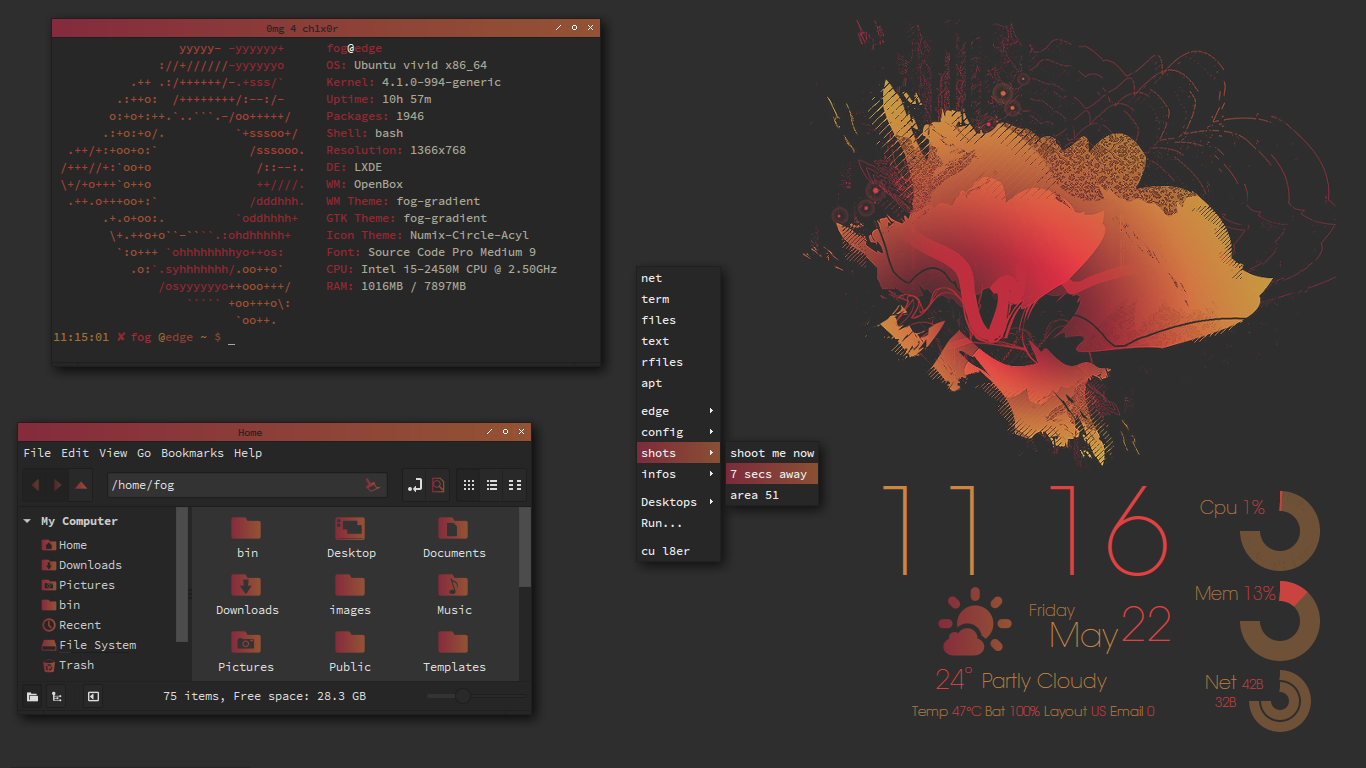 0mg 4 chlx0r
yyyyy- -yyyyyy+ fog@edge
://+//////-yyyyyyo OS: Ubuntu vivid x86_64
.++ .:/++++++/-.+sss/` Kernel: 4.1.0-994-generic
.:++o: /++++++++/:--:/- Uptime: 10h 57m
o:+o+:++.`..```.-/oo+++++/ Packages: 1946
.:+o:+o/. `+sssoo+/ Shell: bash
.++/+:+oo+o:` /sssooo. Resolution: 1366x768
/+++//+:`oo+o /::--:. DE: LXDE
\+/+o+++`o++o ++////. WM: OpenBox
.++.o+++oo+:` /dddhhh. WM Theme: fog-gradient
.+.o+oo:. `oddhhhh+ GTK Theme: fog-gradient
\+.++o+o``-````.:ohdhhhhh+ Icon Theme: Numix-Circle-Acyl
`:o+++ `ohhhhhhhhyo++os: Font: Source Code Pro Medium 9
.o:`.syhhhhhhh/.oo++o` CPU: Intel i5-2450M CPU @ 2.50GHz
/osyyyyyyo++ooo+++/ RAM: 1016MB / 7897MB
````` +oo+++o\:
`oo++.
11:15:01 ✘ fog @edge ~ $ _
Home
File Edit View Go Bookmarks Help
/home/fog
My Computer
Home
Downloads
Pictures
bin
Recent
File System
Trash
bin Desktop Documents
Downloads images Music
Pictures Public Templates
75 items, Free space: 28.3 GB
net
term
files
text
rfiles
apt
edge
config
shots
infos
Desktops
Run...
cu l8er
shoot me now
7 secs away
area 51
11 16
Friday
May 22
24° Partly Cloudy
Temp 47°C Bat 100% Layout US Email 0
Cpu 1%
Mem 13%
Net 42B
32B